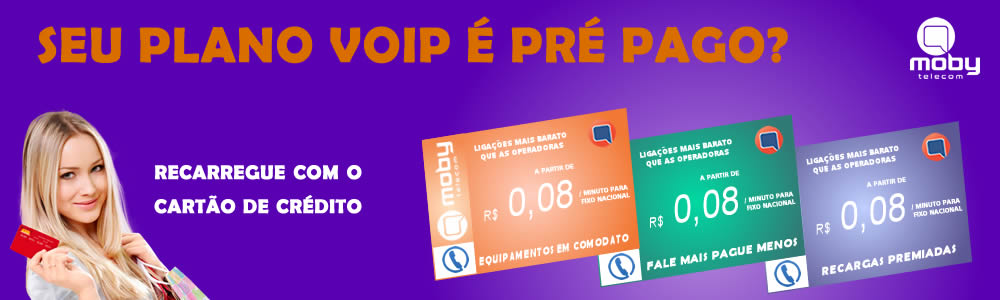 SEU PLANO VOIP É PRÉ PAGO?
moby
telecom
RECARREGUE COM O
CARTÃO DE CRÉDITO
moby
telecom
LIGAÇÕES MAIS BARATO
QUE AS OPERADORAS
A PARTIR DE
R$ 0,08 / MINUTO PARA
FIXO NACIONAL
EQUIPAMENTOS EM COMODATO
LIGAÇÕES MAIS BARATO
QUE AS OPERADORAS
A PARTIR DE
R$ 0,08 / MINUTO PARA
FIXO NACIONAL
FALE MAIS PAGUE MENOS
LIGAÇÕES MAIS BARATO
QUE AS OPERADORAS
A PARTIR DE
R$ 0,08 / MINUTO PARA
FIXO NACIONAL
RECARGAS PREMIADAS